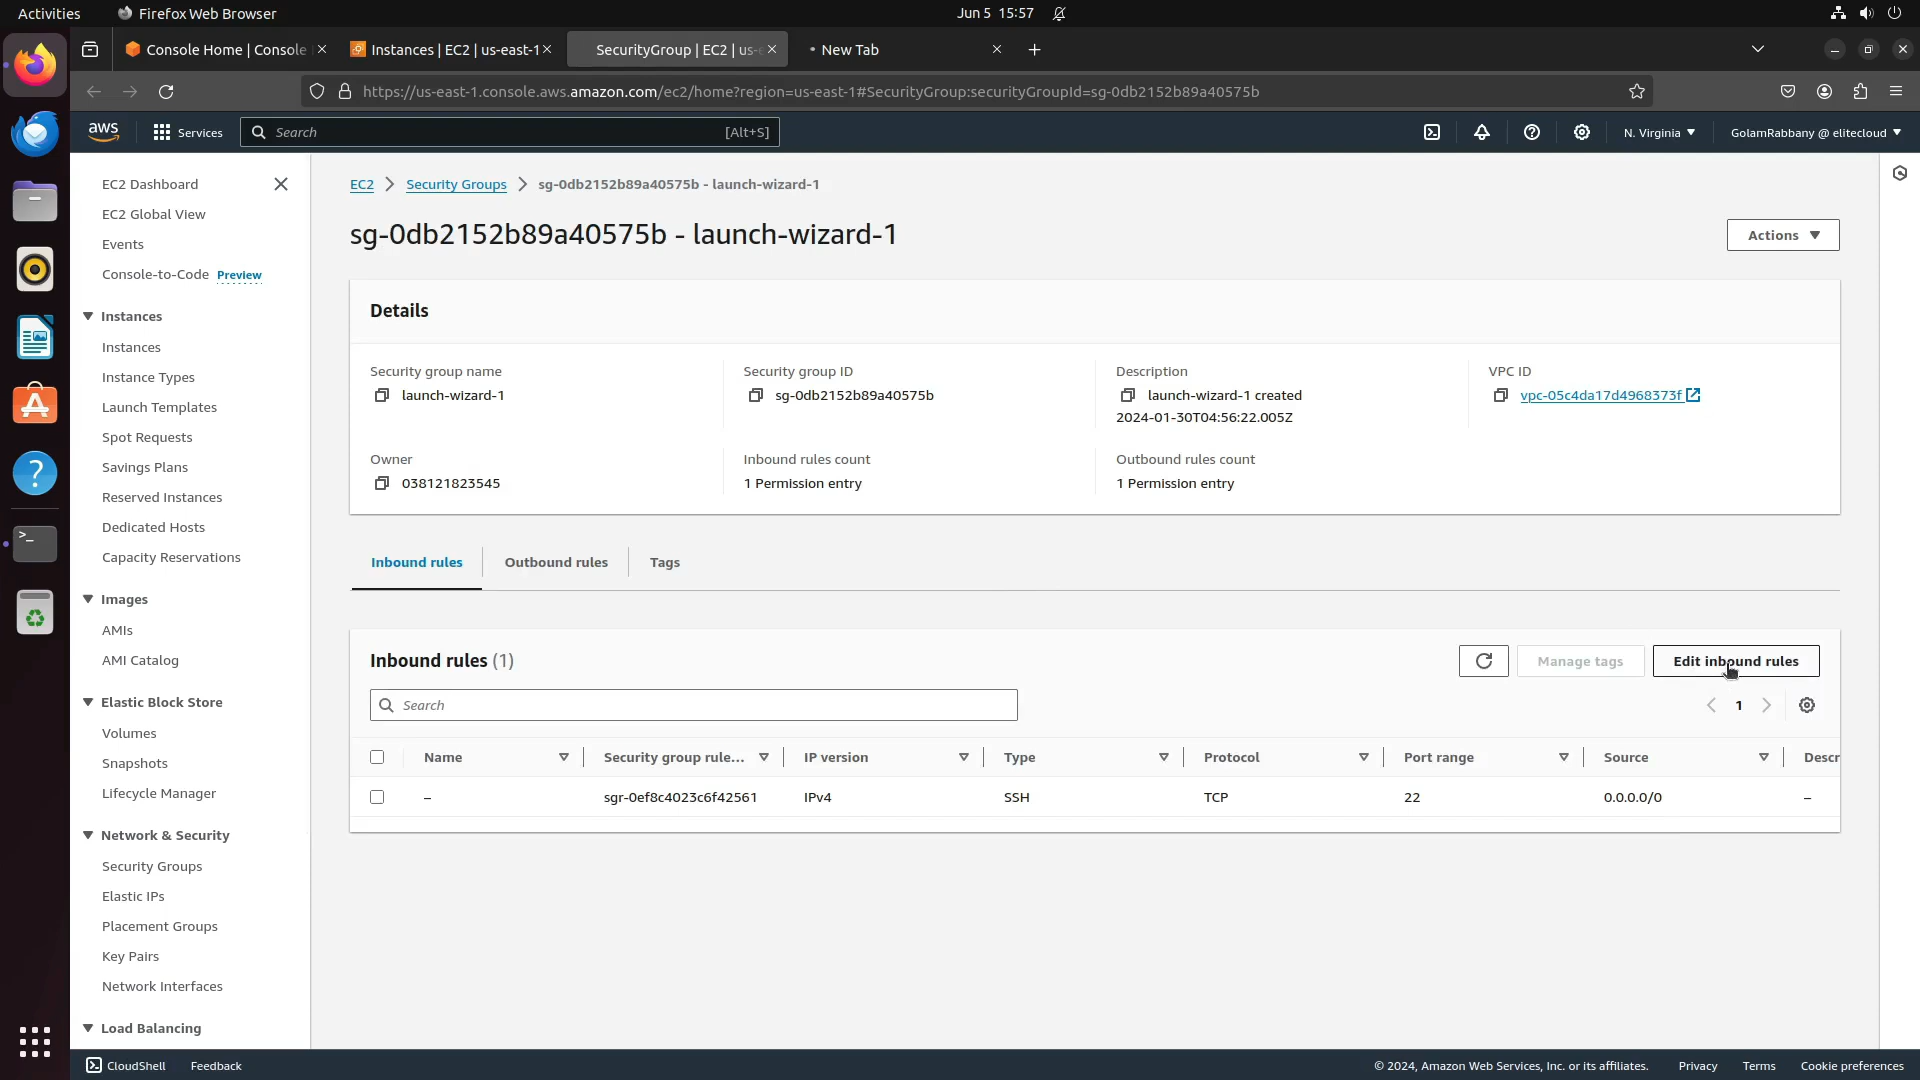 Activities
Firefox Web Browser
Jun 5 15:57
Console Home | Console
Instances | EC2 | us-east-1
SecurityGroup | EC2 | us-e
New Tab
https://us-east-1.console.aws.amazon.com/ec2/home?region=us-east-1#SecurityGroup:securityGroupId=sg-0db2152b89a40575b
aws
Services
Search
[Alt+S]
N. Virginia
GolamRabbany @ elitecloud
EC2 Dashboard
EC2 Global View
Events
Console-to-Code Preview
Instances
Instances
Instance Types
Launch Templates
Spot Requests
Savings Plans
Reserved Instances
Dedicated Hosts
Capacity Reservations
Images
AMIs
AMI Catalog
Elastic Block Store
Volumes
Snapshots
Lifecycle Manager
Network & Security
Security Groups
Elastic IPs
Placement Groups
Key Pairs
Network Interfaces
Load Balancing
EC2 > Security Groups > sg-0db2152b89a40575b - launch-wizard-1
sg-0db2152b89a40575b - launch-wizard-1
Actions
Details
Security group name
launch-wizard-1
Security group ID
sg-0db2152b89a40575b
Description
launch-wizard-1 created
2024-01-30T04:56:22.005Z
VPC ID
vpc-05c4da17d4968373f
Owner
038121823545
Inbound rules count
1 Permission entry
Outbound rules count
1 Permission entry
Inbound rules
Outbound rules
Tags
Inbound rules (1)
Manage tags
Edit inbound rules
Search
1
Name
Security group rule...
IP version
Type
Protocol
Port range
Source
Descr
–
sgr-0ef8c4023c6f42561
IPv4
SSH
TCP
22
0.0.0.0/0
–
CloudShell
Feedback
© 2024, Amazon Web Services, Inc. or its affiliates.
Privacy
Terms
Cookie preferences